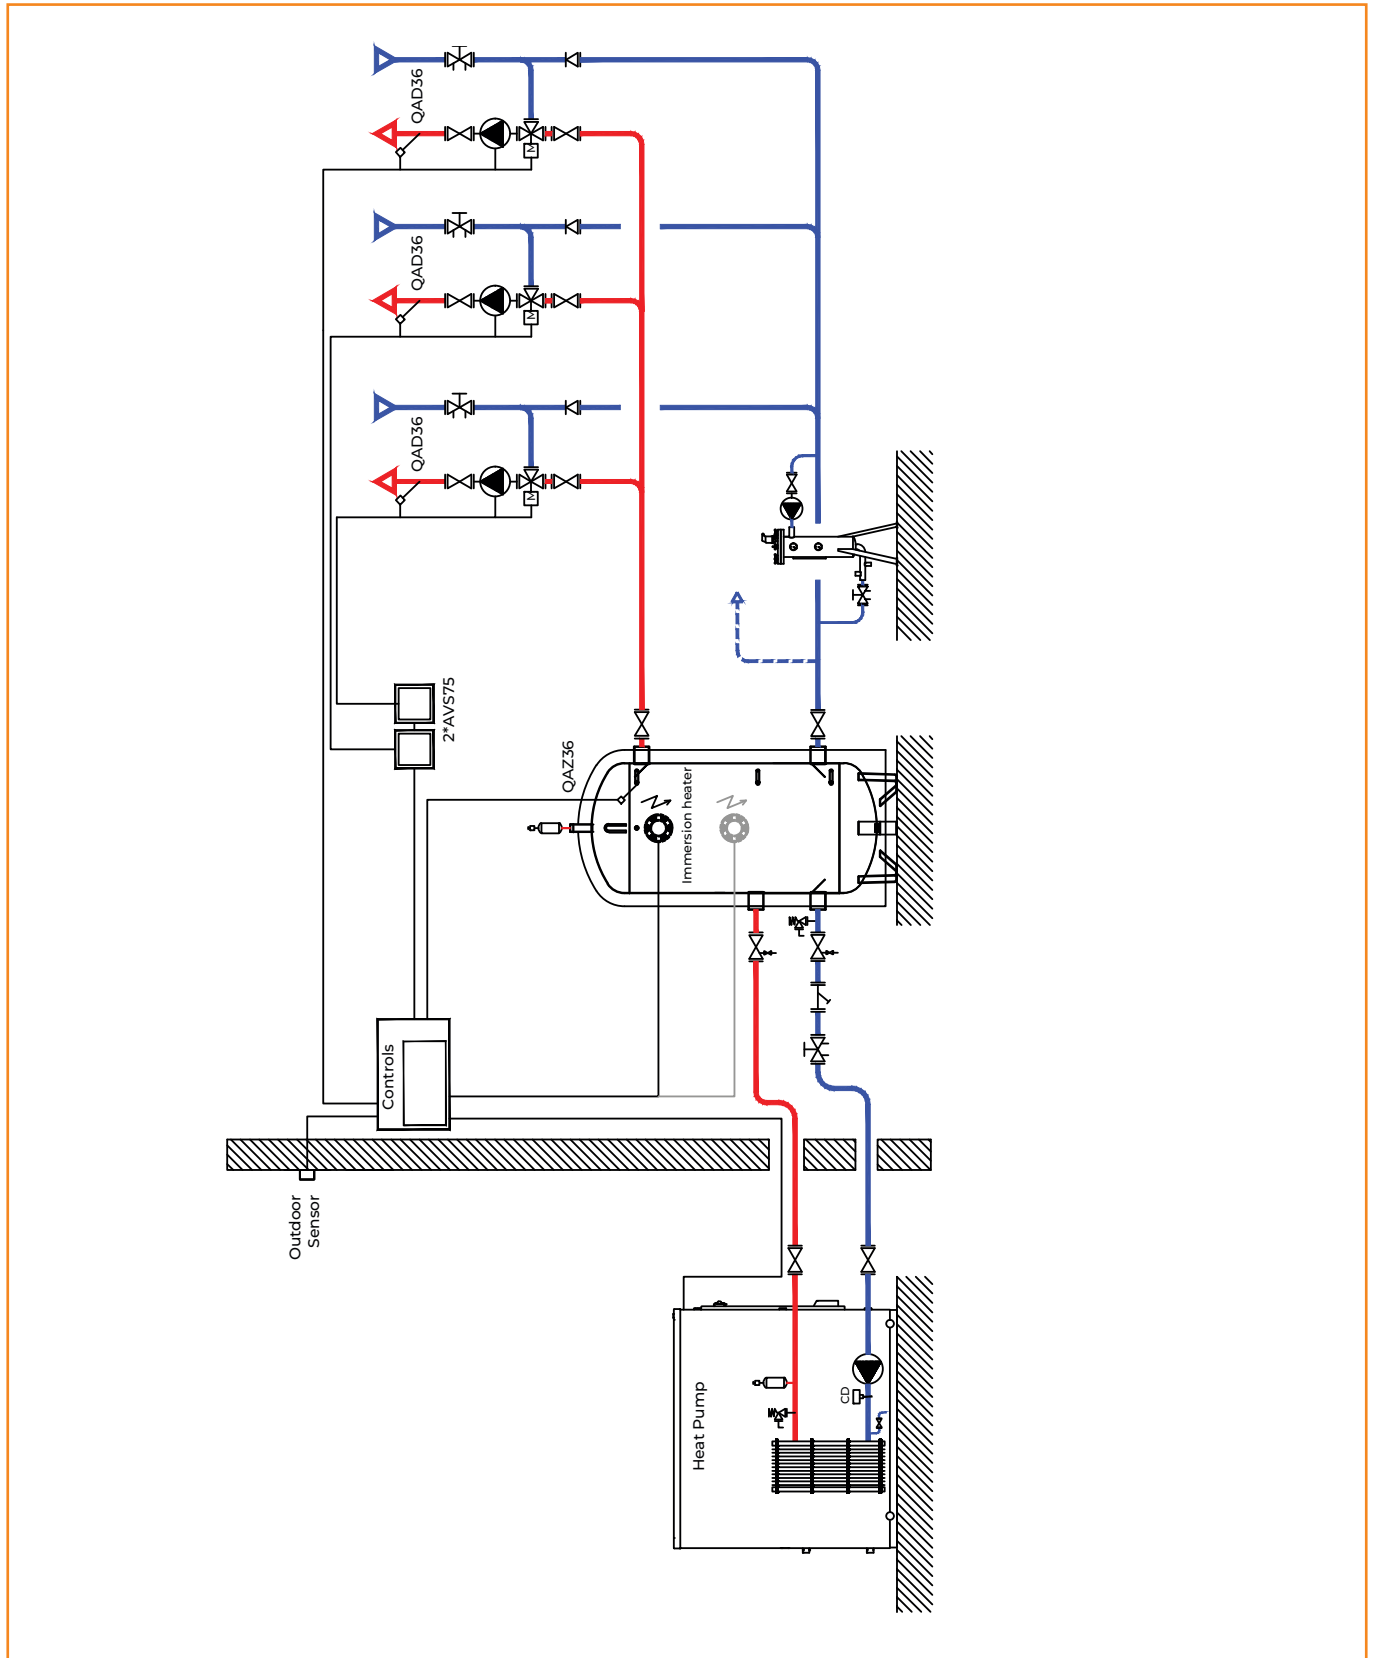 QAD36
QAD36
QAD36
2*AVS75
QAZ36
Immersion heater
Controls
Outdoor
Sensor
Heat Pump
CD
M
M
M